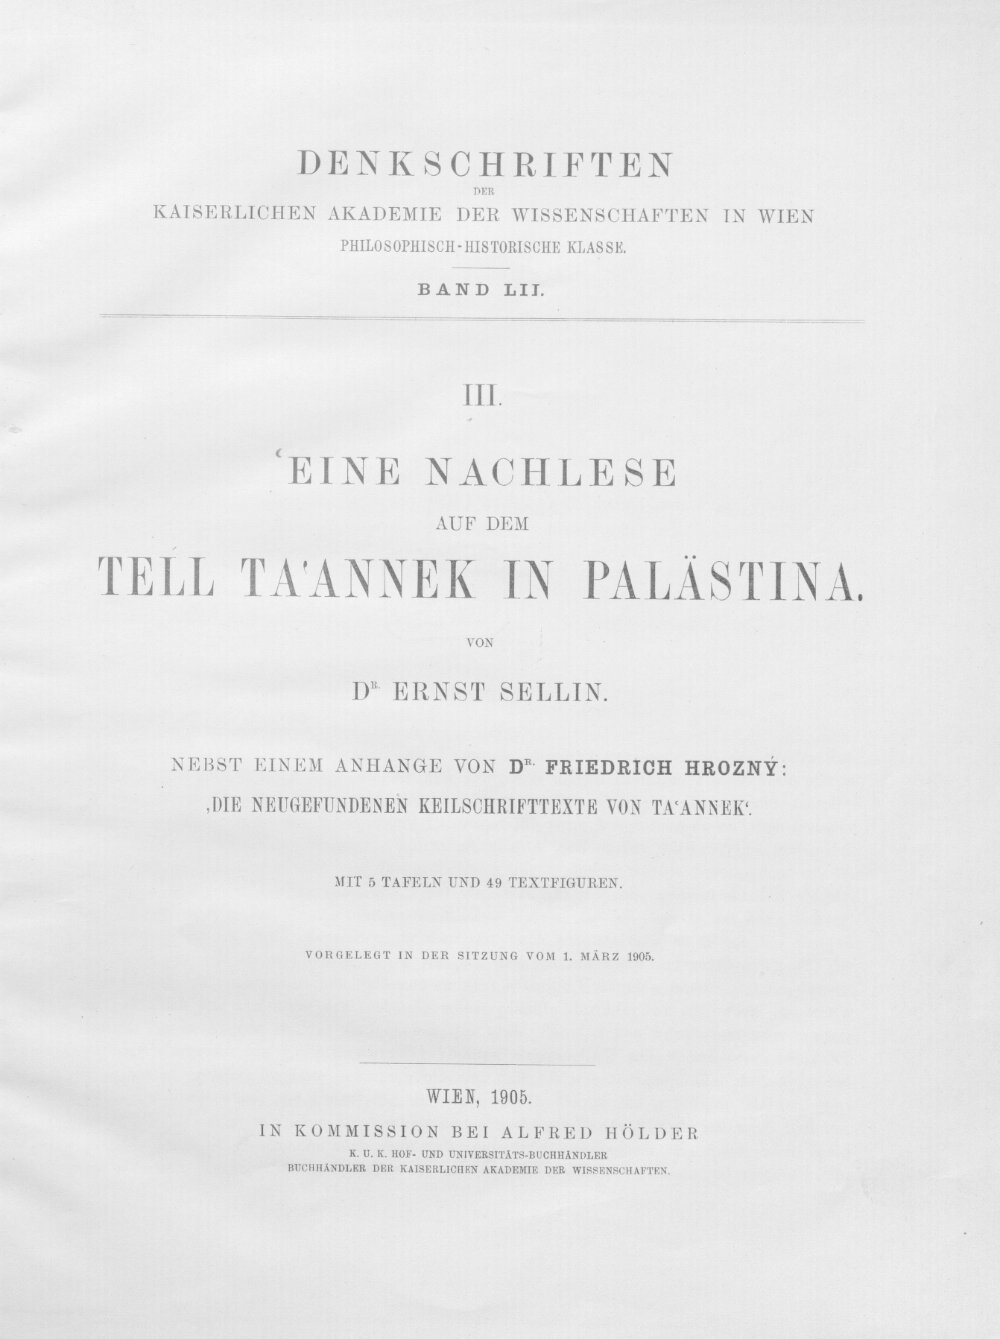 DENKSCHRIFTEN
DER
KAISERLICHEN AKADEMIE DER WISSENSCHAFTEN IN WIEN
PHILOSOPHISCH-HISTORISCHE KLASSE.
BAND LII.
III.
EINE NACHLESE
AUF DEM
TELL TA‘ANNEK IN PALÄSTINA.
VON
DR. ERNST SELLIN.
NEBST EINEM ANHANGE VON DR. FRIEDRICH HROZNÝ:
‚DIE NEUGEFUNDENEN KEILSCHRIFTTEXTE VON TA‘ANNEK‘.
MIT 5 TAFELN UND 49 TEXTFIGUREN.
VORGELEGT IN DER SITZUNG VOM 1. MÄRZ 1905.
WIEN, 1905.
IN KOMMISSION BEI ALFRED HÖLDER
K. U. K. HOF- UND UNIVERSITÄTS-BUCHHÄNDLER
BUCHHÄNDLER DER KAISERLICHEN AKADEMIE DER WISSENSCHAFTEN.